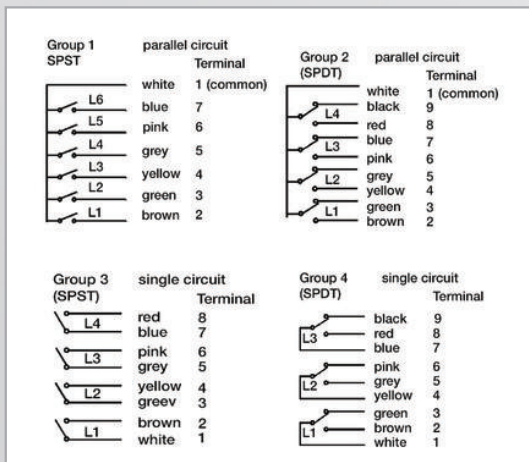 Group 1 parallel circuit
SPST Terminal
white 1 (common)
L6 blue 7
L5 pink 6
L4 grey 5
L3 yellow 4
L2 green 3
L1 brown 2
Group 2 parallel circuit
(SPDT) Terminal
white 1 (common)
black 9
L4
red 8
blue 7
L3
pink 6
grey 5
L2
yellow 4
green 3
L1
brown 2
Group 3 single circuit
(SPST) Terminal
red 8
L4
blue 7
pink 6
L3
grey 5
yellow 4
L2
greev 3
brown 2
L1
white 1
Group 4 single circuit
(SPDT) Terminal
black 9
L3 red 8
blue 7
pink 6
L2 grey 5
yellow 4
green 3
L1 brown 2
white 1